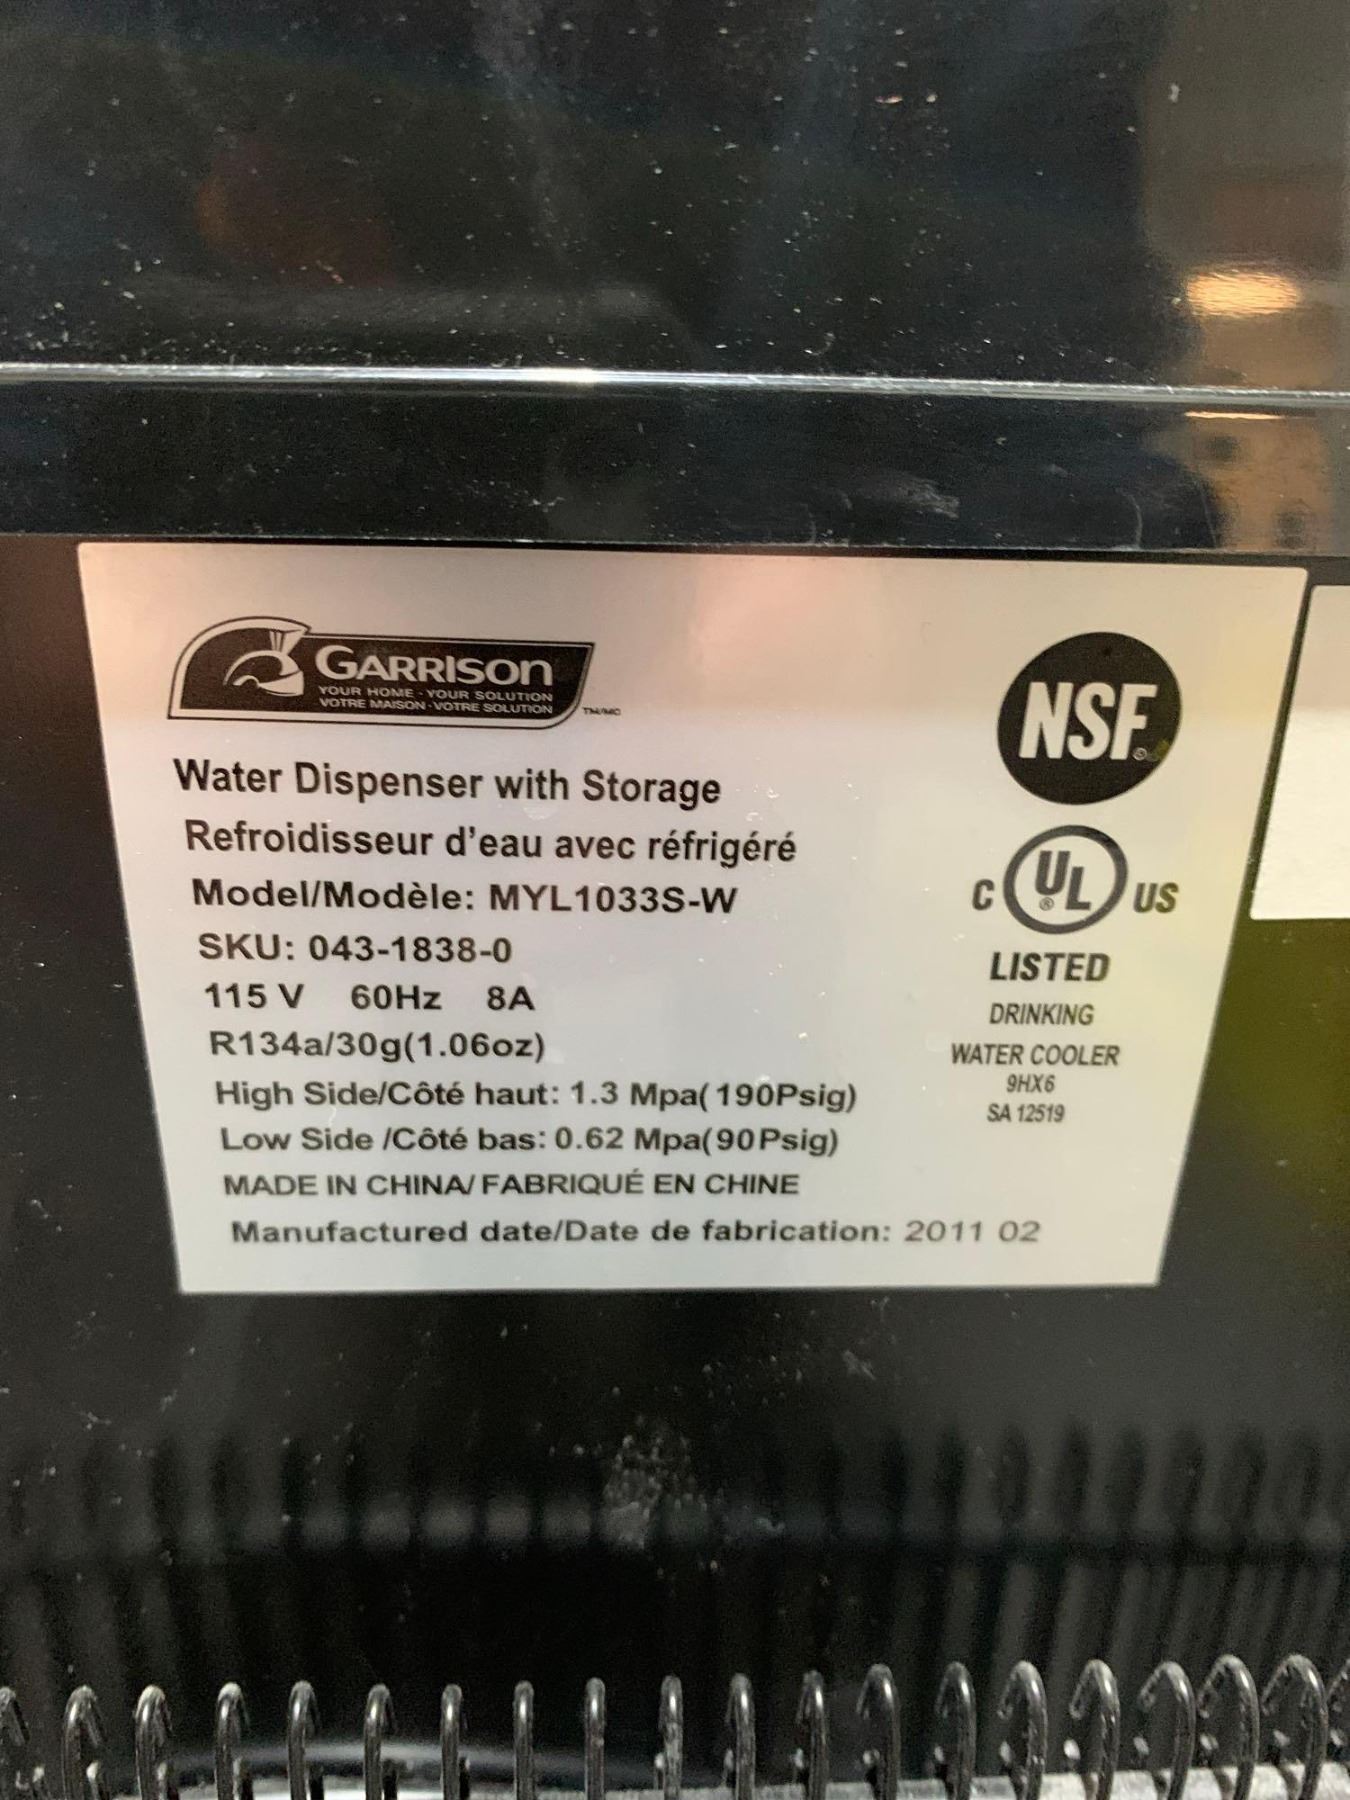 GARRISON
YOUR HOME - YOUR SOLUTION
VOTRE MAISON - VOTRE SOLUTION
TM/MC
Water Dispenser with Storage
Refroidisseur d'eau avec réfrigéré
Model/Modèle: MYL1033S-W
SKU: 043-1838-0
115 V 60Hz 8A
R134a/30g(1.06oz)
High Side/Côté haut: 1.3 Mpa(190Psig)
Low Side /Côté bas: 0.62 Mpa(90Psig)
MADE IN CHINA/ FABRIQUÉ EN CHINE
Manufactured date/Date de fabrication: 2011 02
NSF®
C UL® US
LISTED
DRINKING
WATER COOLER
9HX6
SA 12519